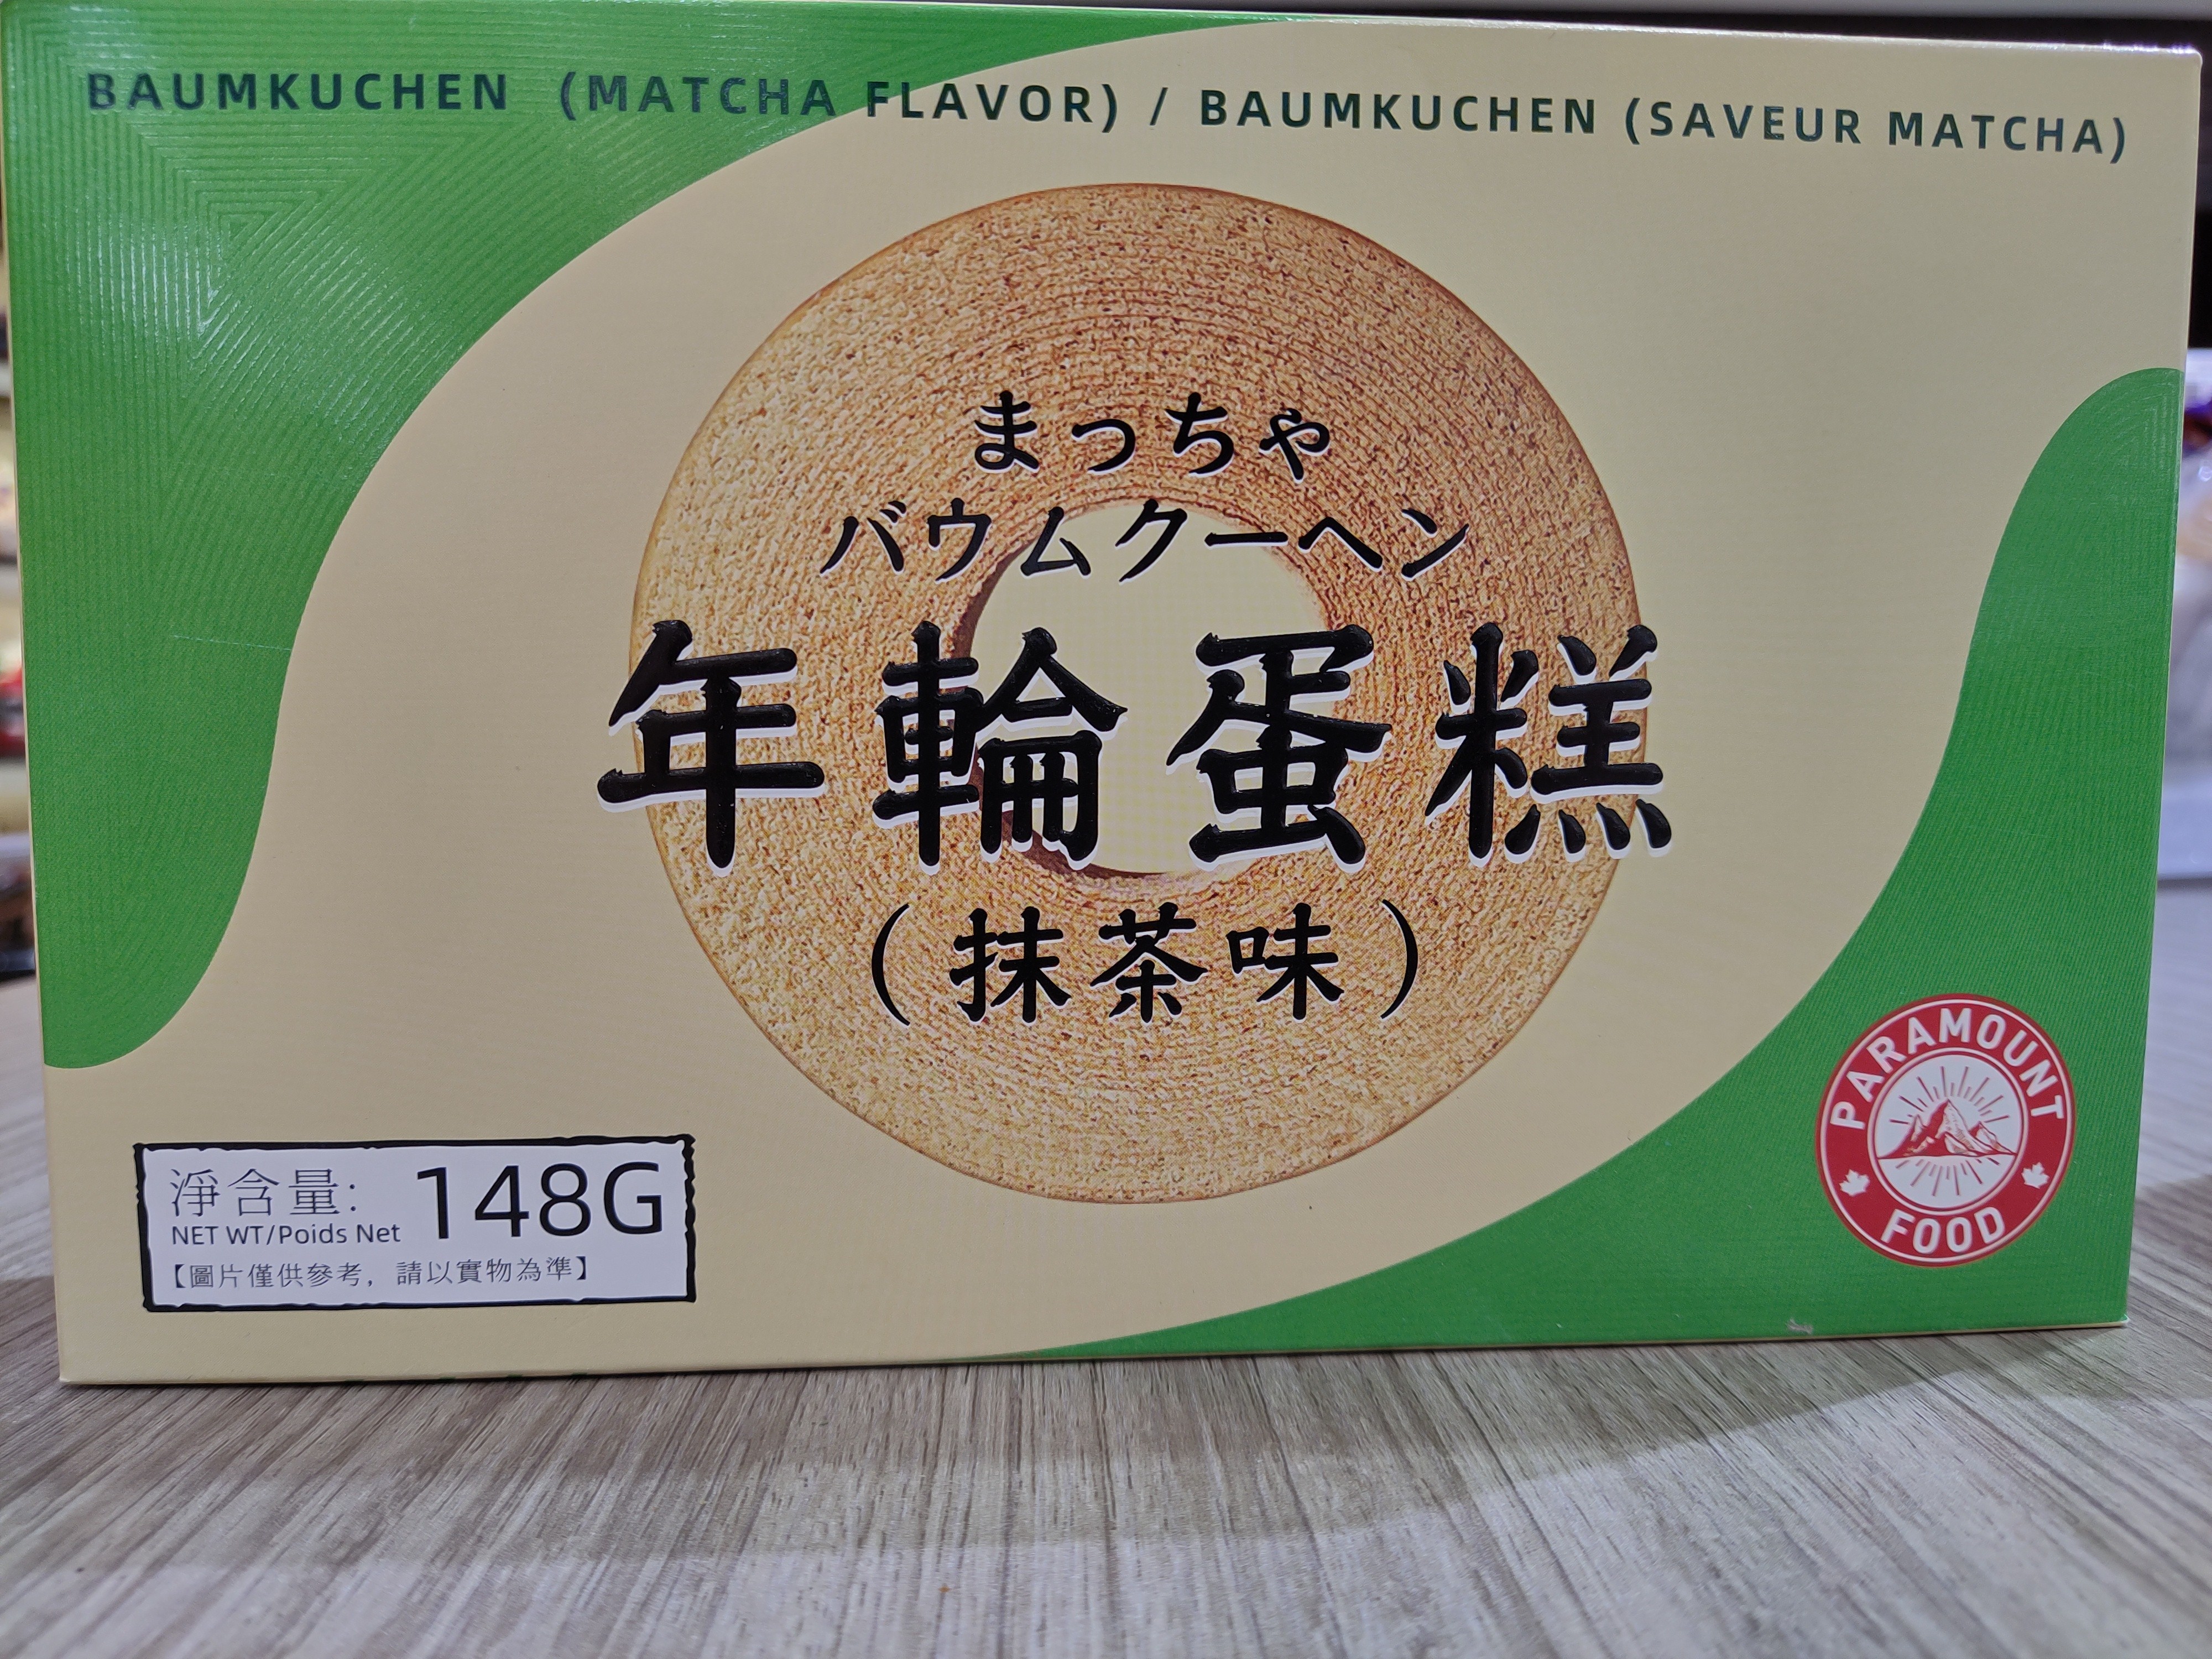 BAUMKUCHEN (MATCHA FLAVOR) / BAUMKUCHEN (SAVEUR MATCHA)
まっちゃ
バウムクーヘン
年輪蛋糕
(抹茶味)
淨含量: 148G
NET WT/Poids Net
【圖片僅供參考，請以實物為準】
PARAMOUNT
FOOD